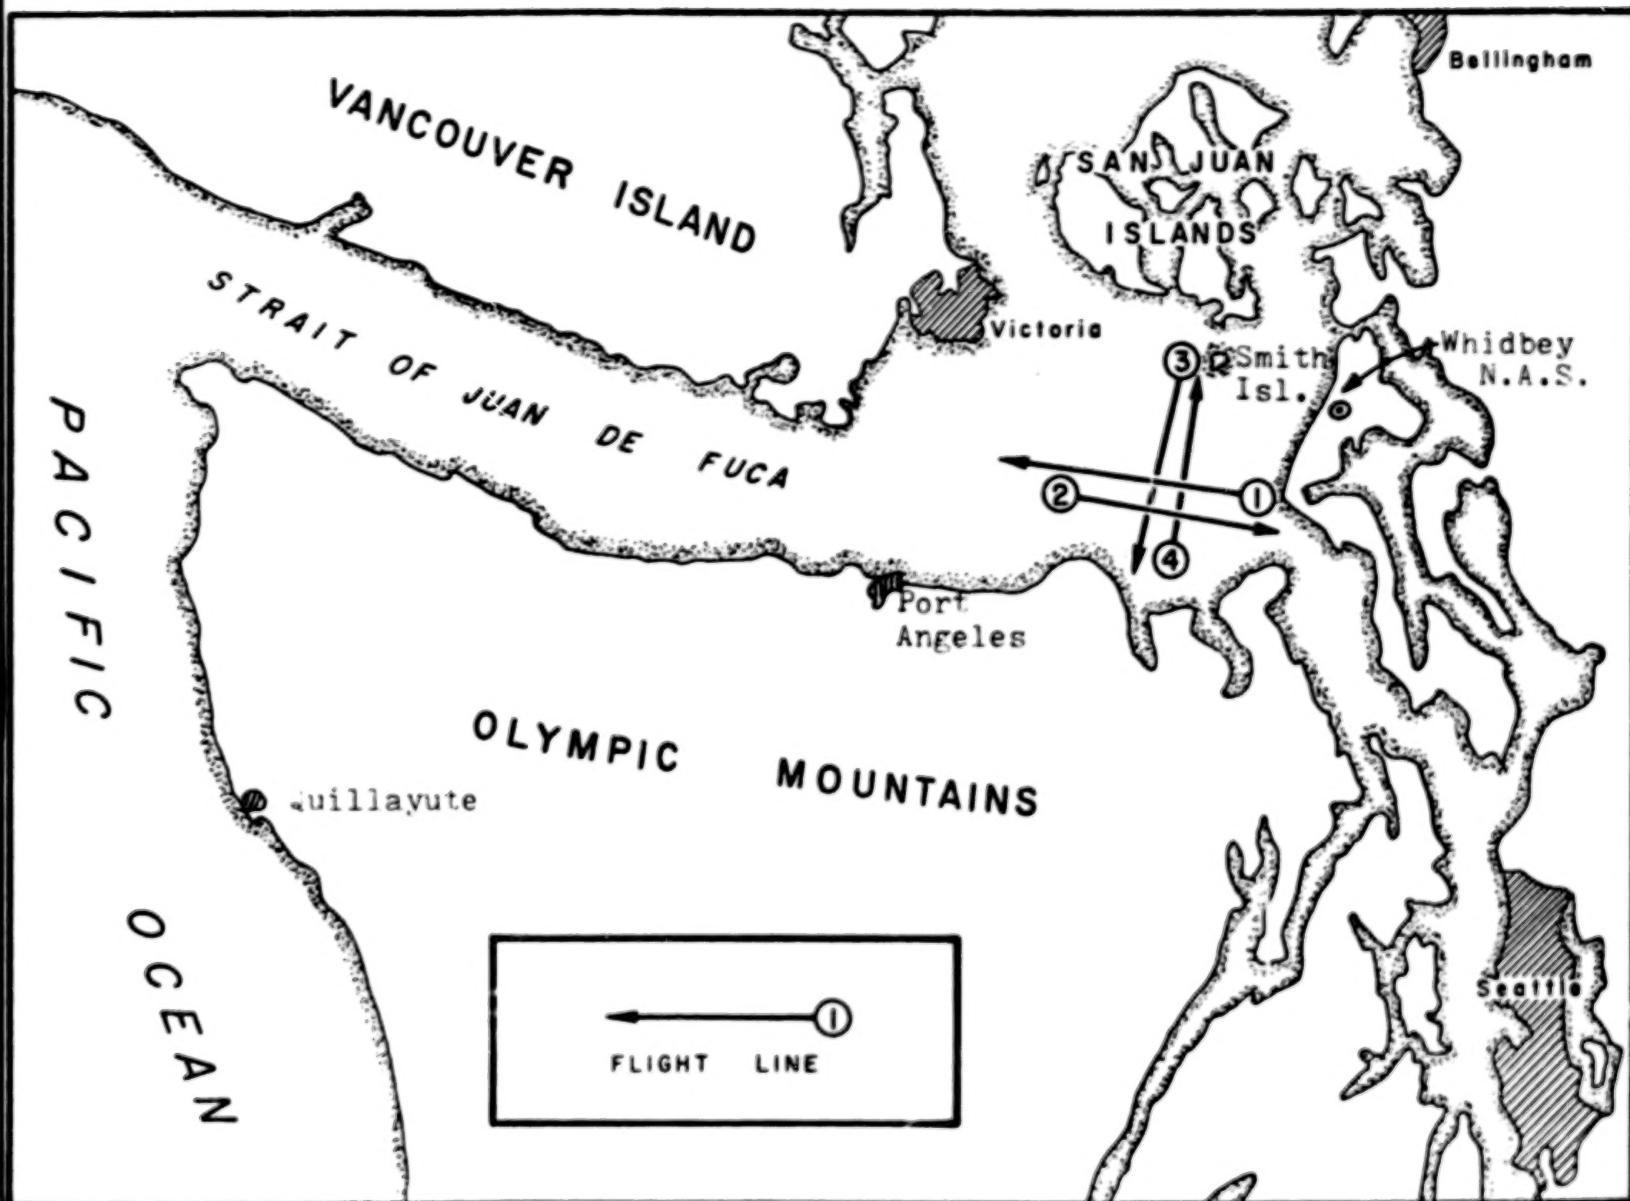 Bellingham
VANCOUVER ISLAND
SAN JUAN
ISLANDS
STRAIT OF JUAN DE FUCA
Victoria
3
Smith
Isl.
Whidbey
N.A.S.
2
1
4
PACIFIC
OCEAN
Port
Angeles
OLYMPIC MOUNTAINS
uillayute
Seattle
1
FLIGHT LINE